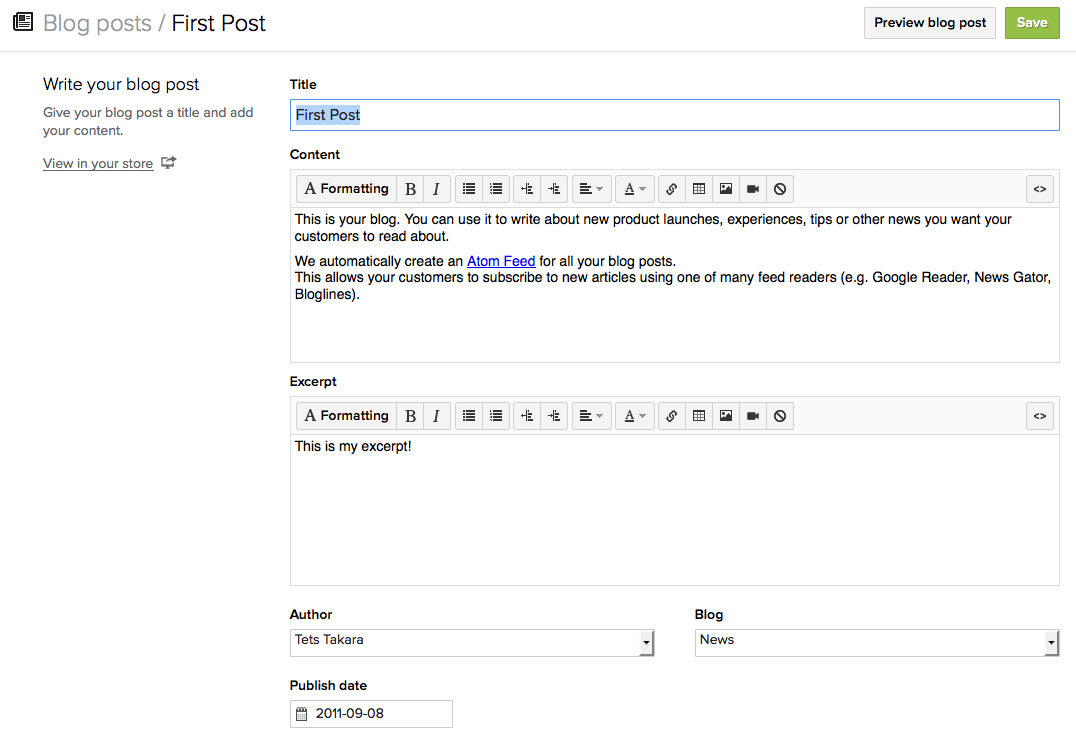 Blog posts / First Post
Preview blog post
Save
Write your blog post
Give your blog post a title and add
your content.
View in your store
Title
First Post
Content
A Formatting B I A <>
This is your blog. You can use it to write about new product launches, experiences, tips or other news you want your
customers to read about.
We automatically create an Atom Feed for all your blog posts.
This allows your customers to subscribe to new articles using one of many feed readers (e.g. Google Reader, News Gator,
Bloglines).
Excerpt
A Formatting B I A <>
This is my excerpt!
Author
Blog
Tets Takara
News
Publish date
2011-09-08